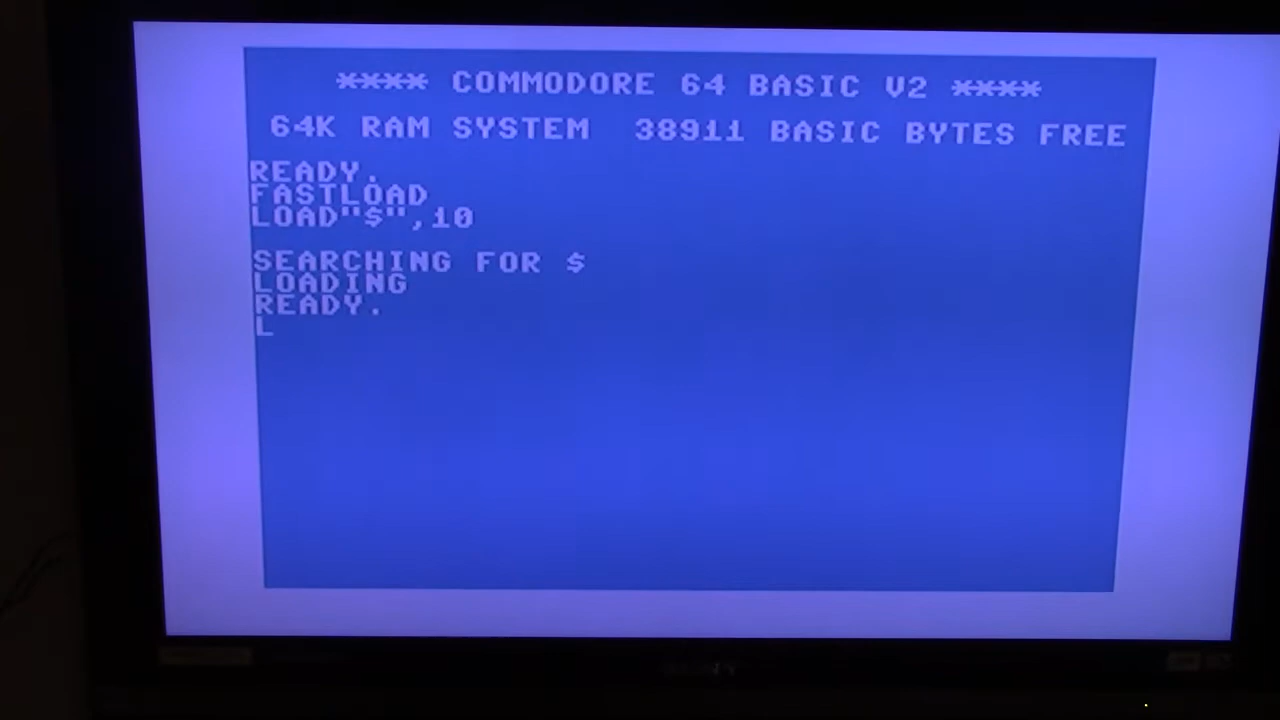 **** COMMODORE 64 BASIC V2 ****
64K RAM SYSTEM  38911 BASIC BYTES FREE
READY.
FASTLOAD
LOAD"$",10
SEARCHING FOR $
LOADING
READY.
L